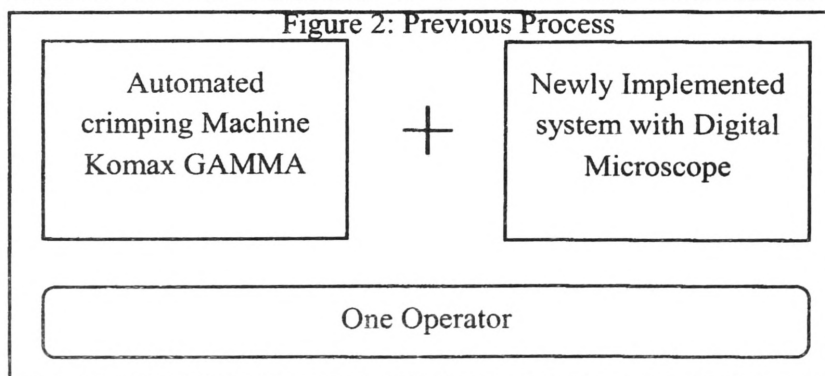 Figure 2: Previous Process
Automated
crimping Machine
Komax GAMMA
+
Newly Implemented
system with Digital
Microscope
One Operator